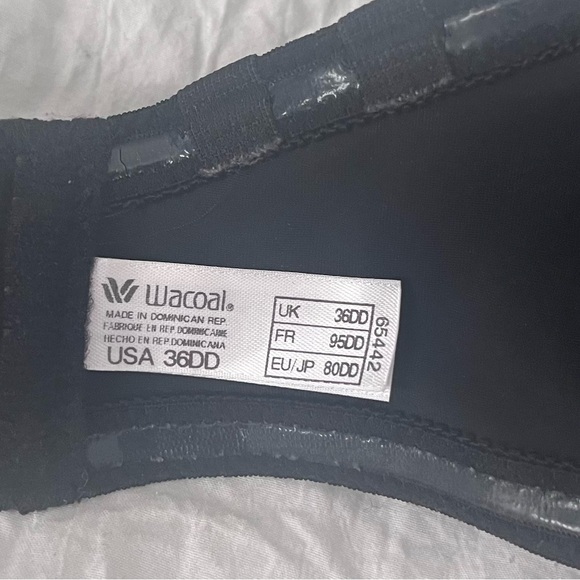 Wacoal®
MADE IN DOMINICAN REP.
FABRIQUE EN REP.DOMINICAINE
HECHO EN REP.DOMINICANA
USA 36DD
UK 36DD
FR 95DD
EU/JP 80DD
65442